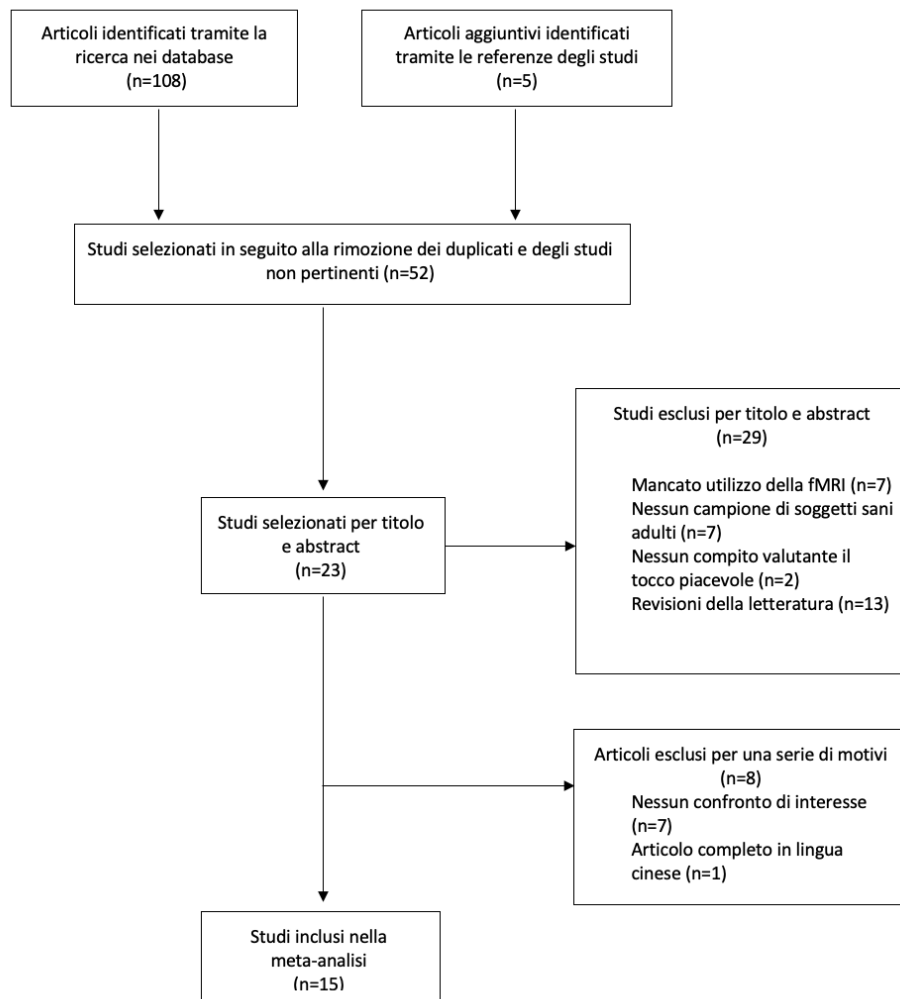 Articoli identificati tramite la
ricerca nei database
(n=108)
Articoli aggiuntivi identificati
tramite le referenze degli studi
(n=5)
Studi selezionati in seguito alla rimozione dei duplicati e degli studi
non pertinenti (n=52)
Studi esclusi per titolo e abstract
(n=29)
Mancato utilizzo della fMRI (n=7)
Nessun campione di soggetti sani
adulti (n=7)
Nessun compito valutante il
tocco piacevole (n=2)
Revisioni della letteratura (n=13)
Studi selezionati per titolo
e abstract
(n=23)
Articoli esclusi per una serie di motivi
(n=8)
Nessun confronto di interesse
(n=7)
Articolo completo in lingua
cinese (n=1)
Studi inclusi nella
meta-analisi
(n=15)